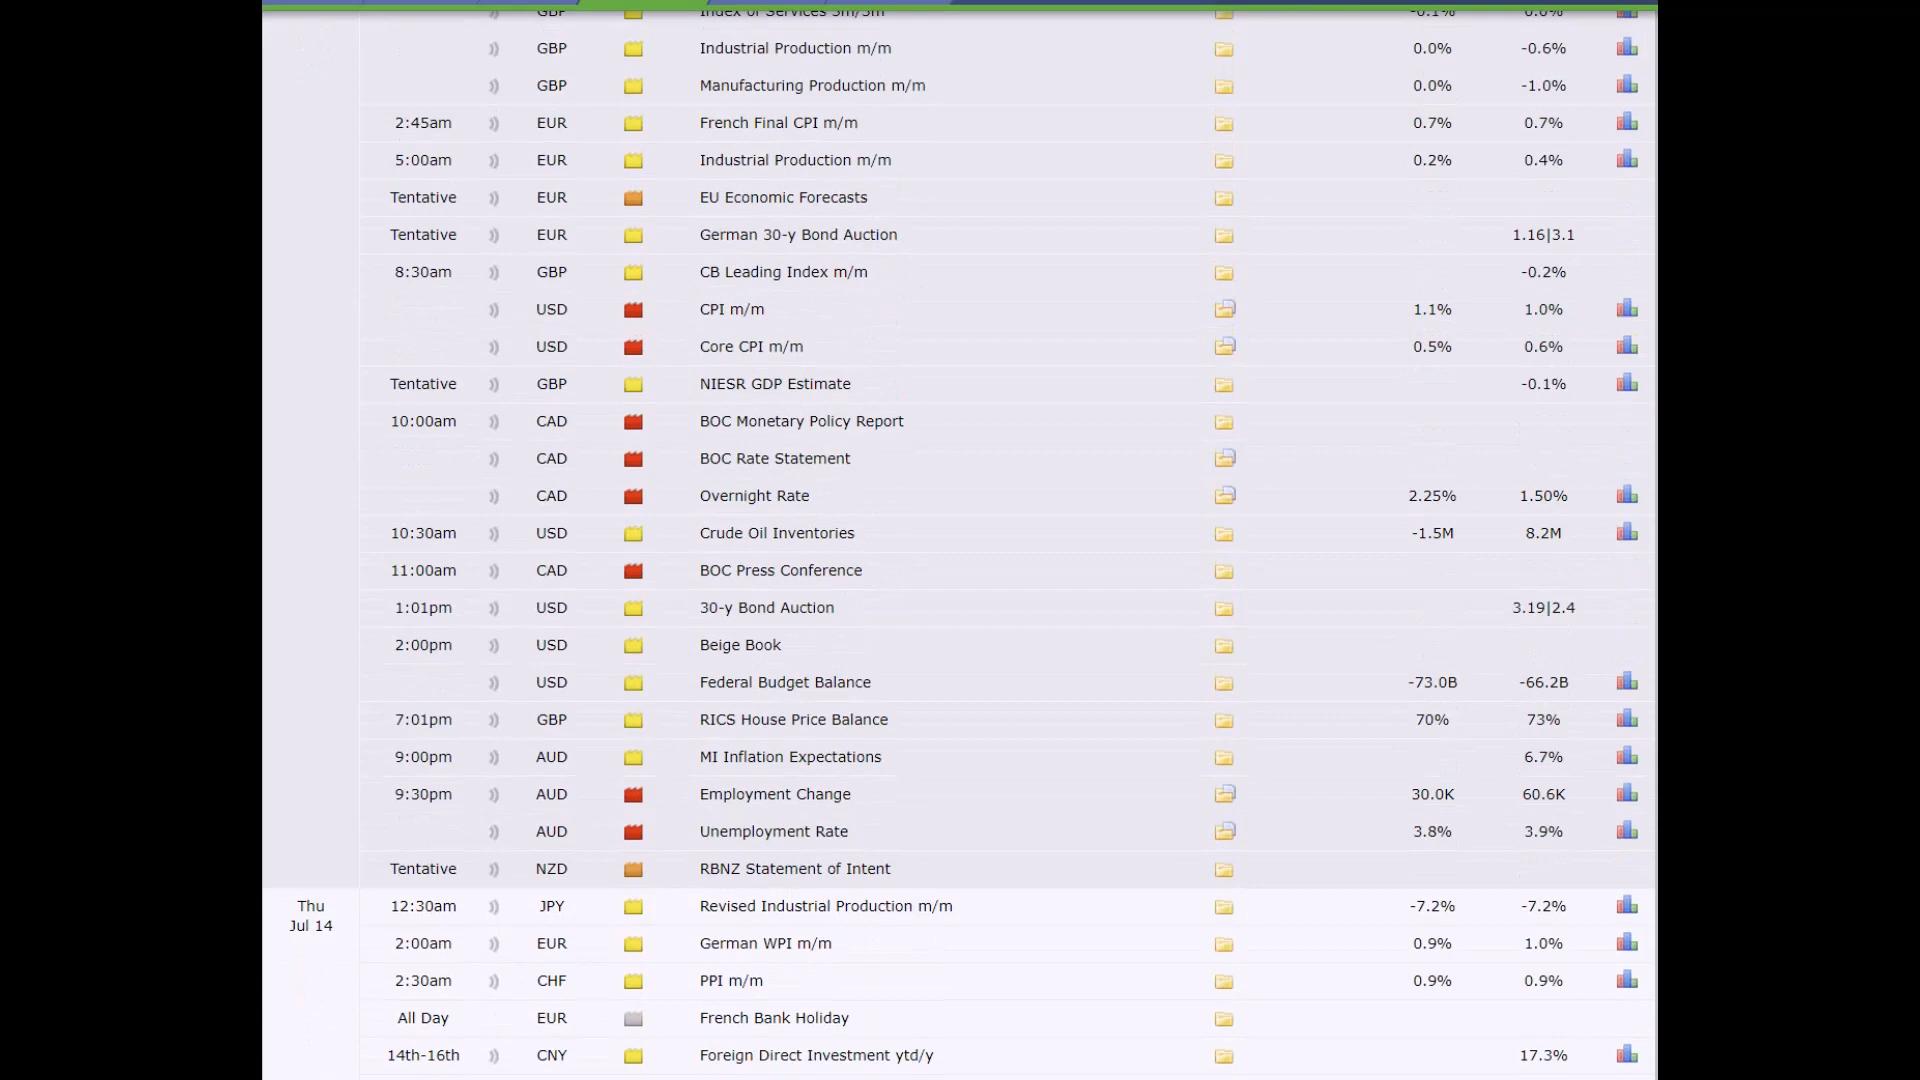 Index of Services 3m/3m -0.1% 0.0%
GBP Industrial Production m/m 0.0% -0.6%
GBP Manufacturing Production m/m 0.0% -1.0%
2:45am EUR French Final CPI m/m 0.7% 0.7%
5:00am EUR Industrial Production m/m 0.2% 0.4%
Tentative EUR EU Economic Forecasts
Tentative EUR German 30-y Bond Auction 1.16|3.1
8:30am GBP CB Leading Index m/m -0.2%
USD CPI m/m 1.1% 1.0%
USD Core CPI m/m 0.5% 0.6%
Tentative GBP NIESR GDP Estimate -0.1%
10:00am CAD BOC Monetary Policy Report
CAD BOC Rate Statement
CAD Overnight Rate 2.25% 1.50%
10:30am USD Crude Oil Inventories -1.5M 8.2M
11:00am CAD BOC Press Conference
1:01pm USD 30-y Bond Auction 3.19|2.4
2:00pm USD Beige Book
USD Federal Budget Balance -73.0B -66.2B
7:01pm GBP RICS House Price Balance 70% 73%
9:00pm AUD MI Inflation Expectations 6.7%
9:30pm AUD Employment Change 30.0K 60.6K
AUD Unemployment Rate 3.8% 3.9%
Tentative NZD RBNZ Statement of Intent
Thu 12:30am JPY Revised Industrial Production m/m -7.2% -7.2%
Jul 14
2:00am EUR German WPI m/m 0.9% 1.0%
2:30am CHF PPI m/m 0.9% 0.9%
All Day EUR French Bank Holiday
14th-16th CNY Foreign Direct Investment ytd/y 17.3%